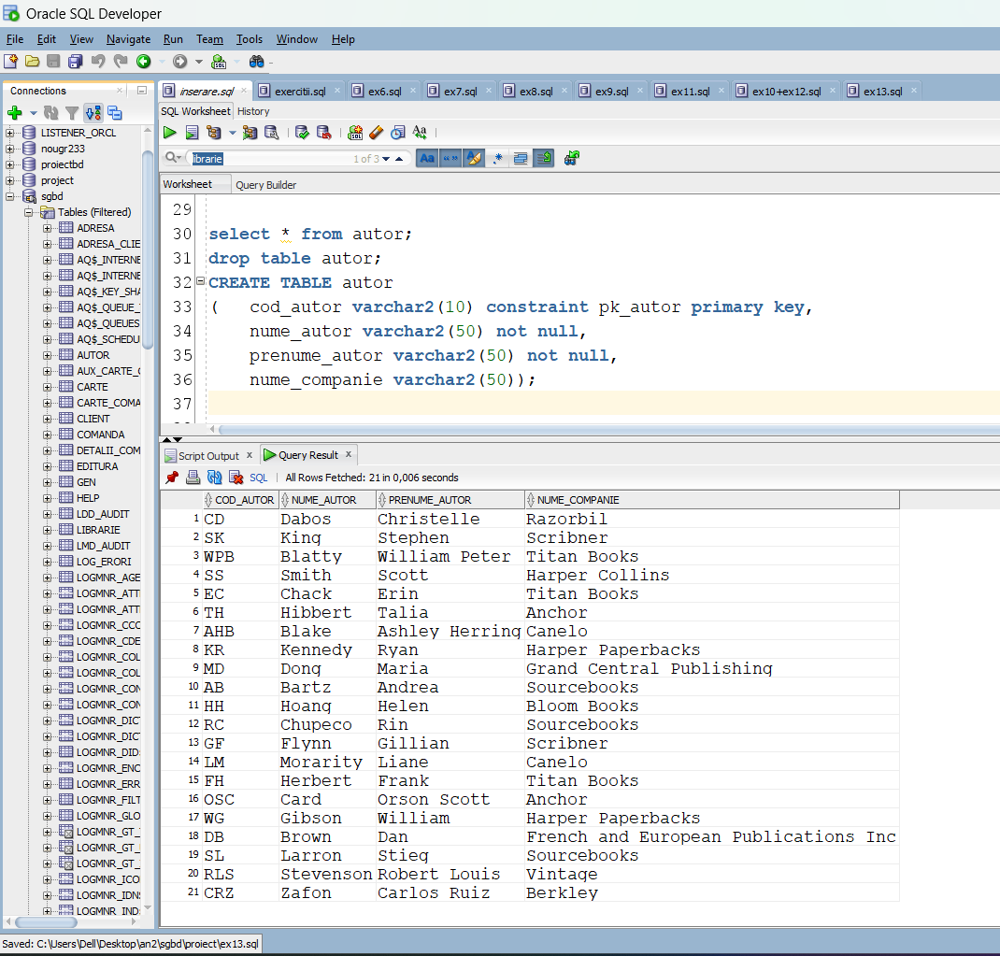 Oracle SQL Developer
File Edit View Navigate Run Team Tools Window Help
Connections
inserare.sql exercitii.sql ex6.sql ex7.sql ex8.sql ex9.sql ex11.sql ex10+ex12.sql ex13.sql
SQL Worksheet History
librarie 1 of 3
Worksheet Query Builder
LISTENER_ORCL
nougr233
proiectbd
project
sgbd
Tables (Filtered)
ADRESA
ADRESA_CLIE
AQ$_INTERNE
AQ$_INTERNE
AQ$_KEY_SHA
AQ$_QUEUE_
AQ$_QUEUES
AQ$_SCHEDU
AUTOR
AUX_CARTE_C
CARTE
CARTE_COMA
CLIENT
COMANDA
DETALII_COM
EDITURA
GEN
HELP
LDD_AUDIT
LIBRARIE
LMD_AUDIT
LOG_ERORI
LOGMNR_AGE
LOGMNR_ATT
LOGMNR_ATT
LOGMNR_CCC
LOGMNR_CDE
LOGMNR_COL
LOGMNR_COL
LOGMNR_CON
LOGMNR_CON
LOGMNR_DIC
LOGMNR_DIC
LOGMNR_DID
LOGMNR_ENC
LOGMNR_ERR
LOGMNR_FILT
LOGMNR_GLO
LOGMNR_GT_
LOGMNR_GT_
LOGMNR_GT_
LOGMNR_ICO
LOGMNR_IDN
LOGMNR_IND
29
30 select * from autor;
31 drop table autor;
32 CREATE TABLE autor
33 ( cod_autor varchar2(10) constraint pk_autor primary key,
34 nume_autor varchar2(50) not null,
35 prenume_autor varchar2(50) not null,
36 nume_companie varchar2(50));
37
Script Output x Query Result x
SQL | All Rows Fetched: 21 in 0,006 seconds
COD_AUTOR NUME_AUTOR PRENUME_AUTOR NUME_COMPANIE
1 CD Dabos Christelle Razorbil
2 SK King Stephen Scribner
3 WPB Blatty William Peter Titan Books
4 SS Smith Scott Harper Collins
5 EC Chack Erin Titan Books
6 TH Hibbert Talia Anchor
7 AHB Blake Ashley Herring Canelo
8 KR Kennedy Ryan Harper Paperbacks
9 MD Dong Maria Grand Central Publishing
10 AB Bartz Andrea Sourcebooks
11 HH Hoang Helen Bloom Books
12 RC Chupeco Rin Sourcebooks
13 GF Flynn Gillian Scribner
14 LM Morarity Liane Canelo
15 FH Herbert Frank Titan Books
16 OSC Card Orson Scott Anchor
17 WG Gibson William Harper Paperbacks
18 DB Brown Dan French and European Publications Inc
19 SL Larron Stieg Sourcebooks
20 RLS Stevenson Robert Louis Vintage
21 CRZ Zafon Carlos Ruiz Berkley
Saved: C:\Users\Dell\Desktop\an2\sgbd\proiect\ex13.sql